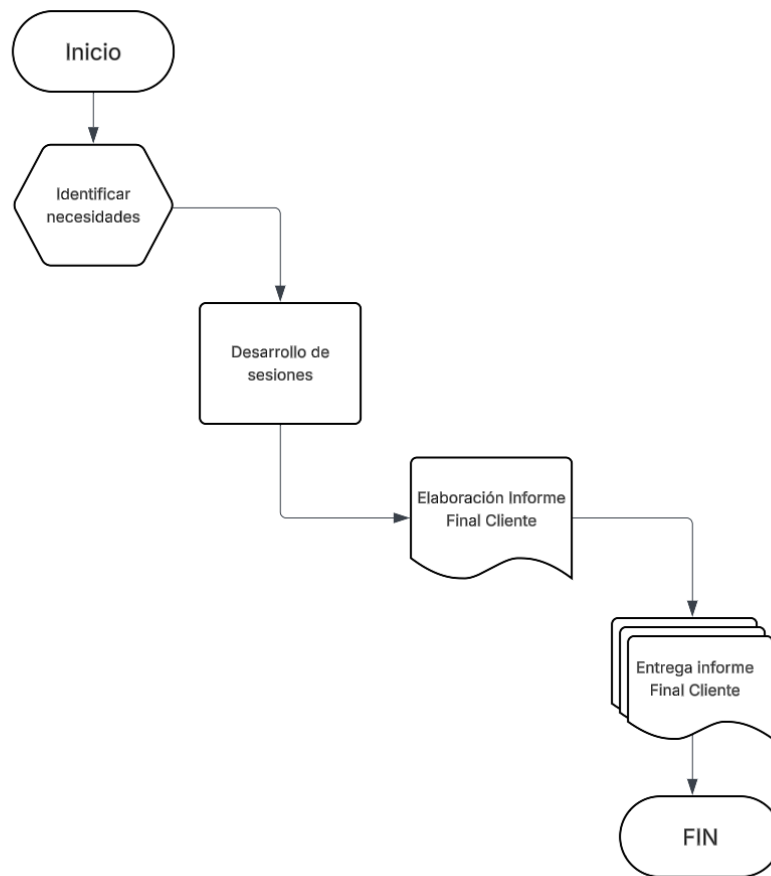 Inicio
Identificar
necesidades
Desarrollo de
sesiones
Elaboración Informe
Final Cliente
Entrega informe
Final Cliente
FIN